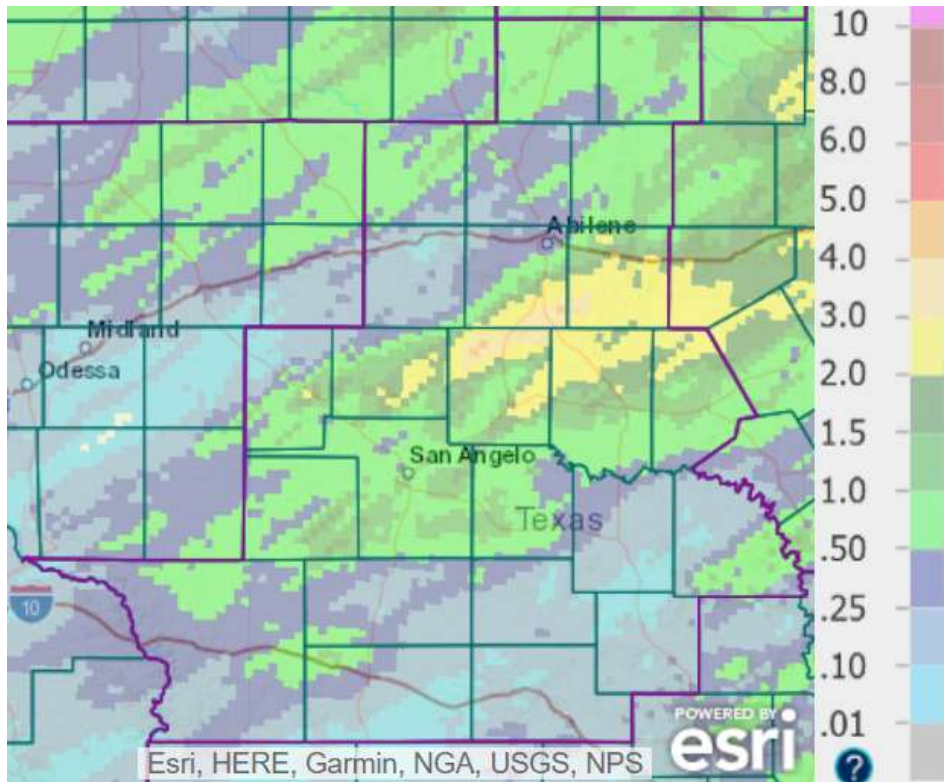 Abilene
Midland
Odessa
San Angelo
Texas
10
POWERED BY
esri
Esri, HERE, Garmin, NGA, USGS, NPS
10
8.0
6.0
5.0
4.0
3.0
2.0
1.5
1.0
.50
.25
.10
.01
?